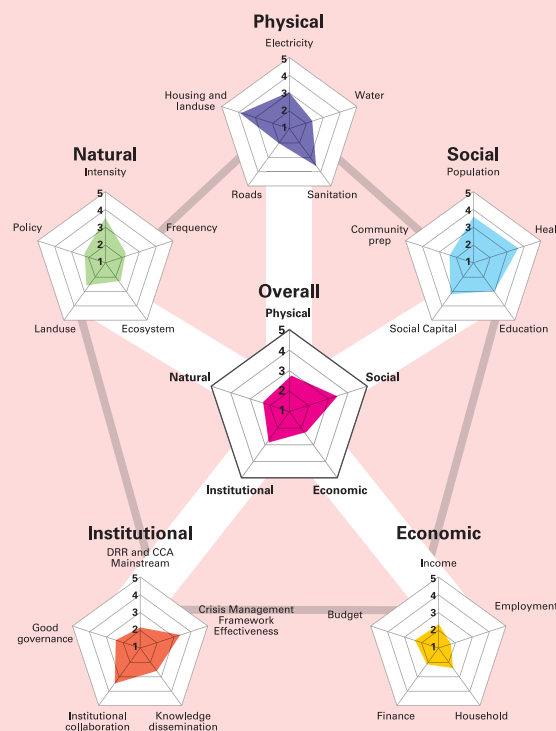 Physical
Electricity
5
4
3
2
1
Housing and
landuse
Water
Roads
Sanitation
Natural
Intensity
5
4
3
2
1
Policy
Frequency
Landuse
Ecosystem
Social
Population
5
4
3
2
1
Community
prep
Heal
Social Capital
Education
Overall
Physical
5
4
3
2
1
Natural
Social
Institutional
Economic
Institutional
DRR and CCA
Mainstream
5
4
3
2
1
Good
governance
Crisis Management
Framework
Effectiveness
Institutional
collaboration
Knowledge
dissemination
Economic
Income
5
4
3
2
1
Budget
Employment
Finance
Household